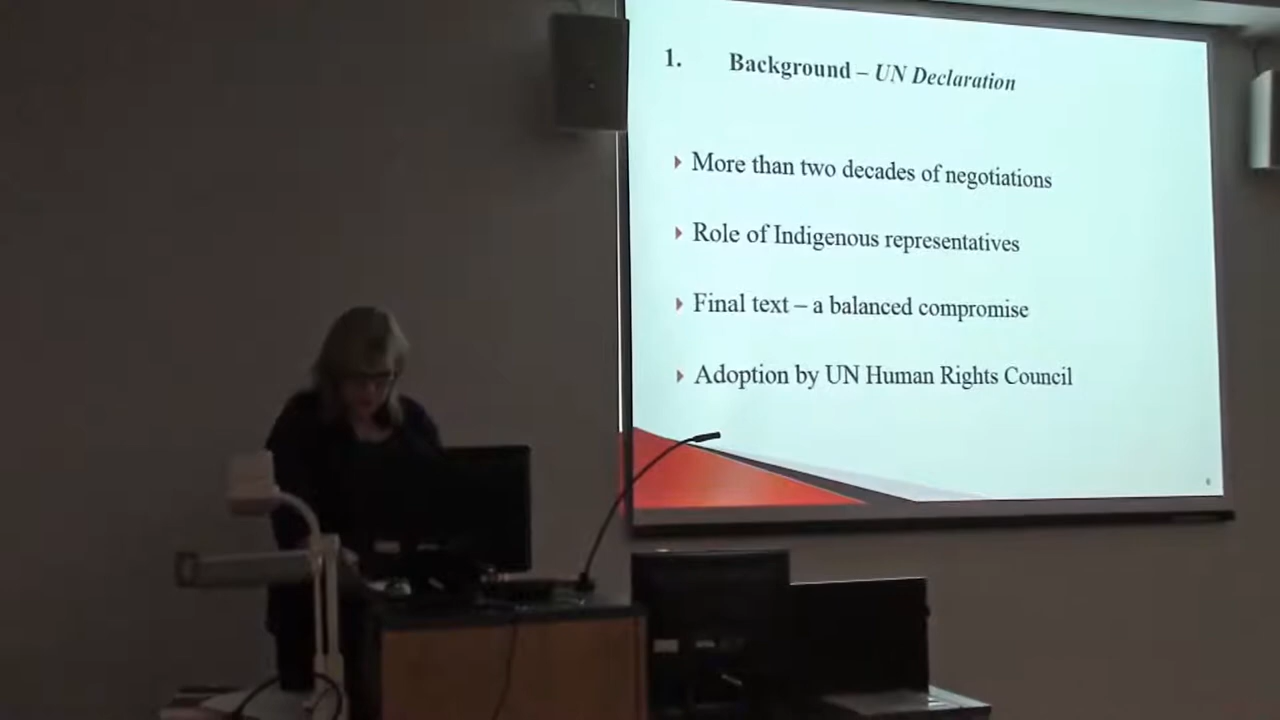 1. Background – UN Declaration
More than two decades of negotiations
Role of Indigenous representatives
Final text – a balanced compromise
Adoption by UN Human Rights Council